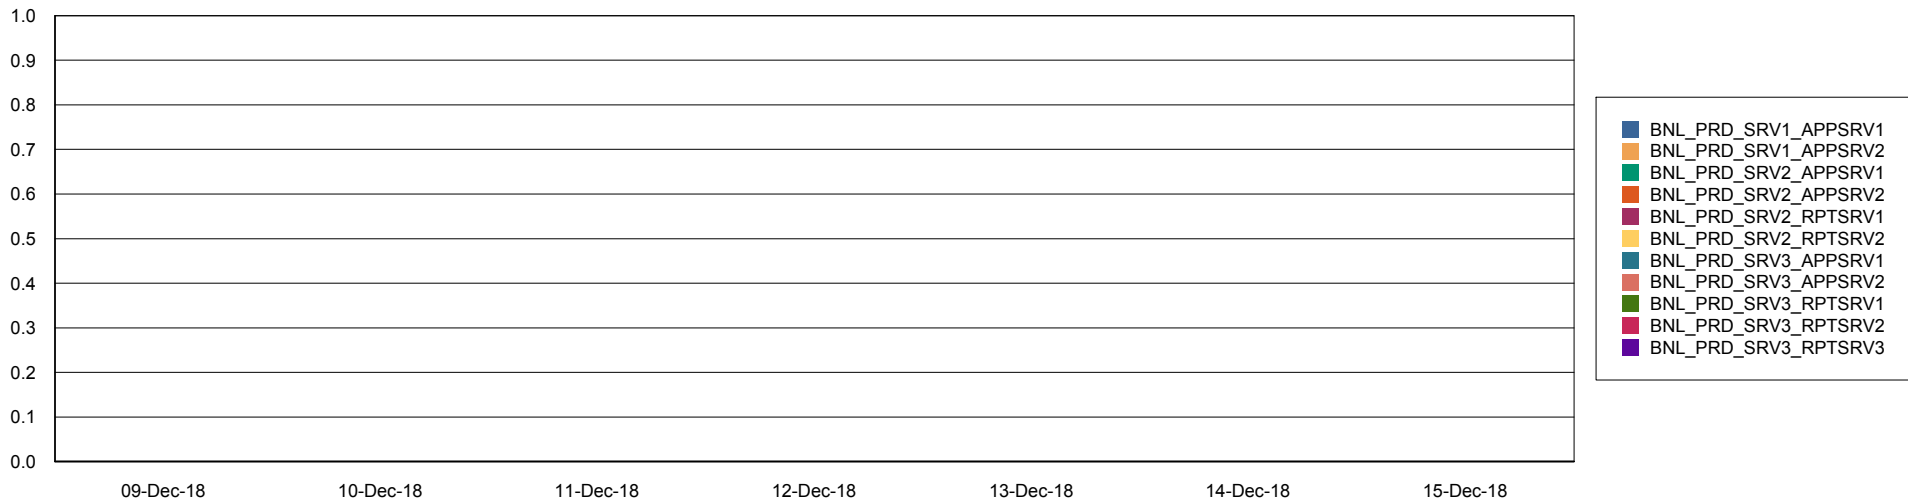 1.0
0.9
0.8
0.7
0.6
0.5
0.4
0.3
0.2
0.1
0.0
09-Dec-18
10-Dec-18
11-Dec-18
12-Dec-18
13-Dec-18
14-Dec-18
15-Dec-18
BNL_PRD_SRV1_APPSRV1
BNL_PRD_SRV1_APPSRV2
BNL_PRD_SRV2_APPSRV1
BNL_PRD_SRV2_APPSRV2
BNL_PRD_SRV2_RPTSRV1
BNL_PRD_SRV2_RPTSRV2
BNL_PRD_SRV3_APPSRV1
BNL_PRD_SRV3_APPSRV2
BNL_PRD_SRV3_RPTSRV1
BNL_PRD_SRV3_RPTSRV2
BNL_PRD_SRV3_RPTSRV3